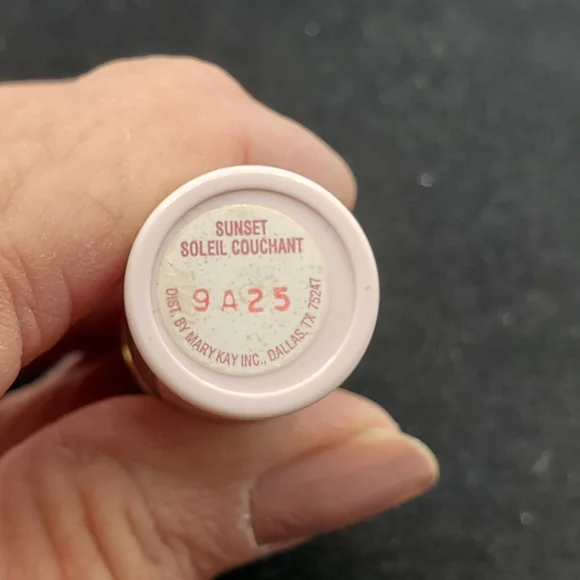 SUNSET
SOLEIL COUCHANT
9A25
DIST. BY MARY KAY INC., DALLAS, TX 75247